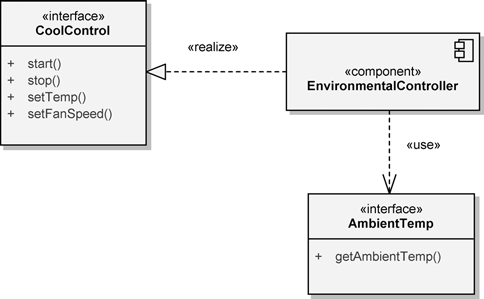 «interface»
CoolControl
+ start()
+ stop()
+ setTemp()
+ setFanSpeed()
«realize»
«component»
EnvironmentalController
«use»
«interface»
AmbientTemp
+ getAmbientTemp()